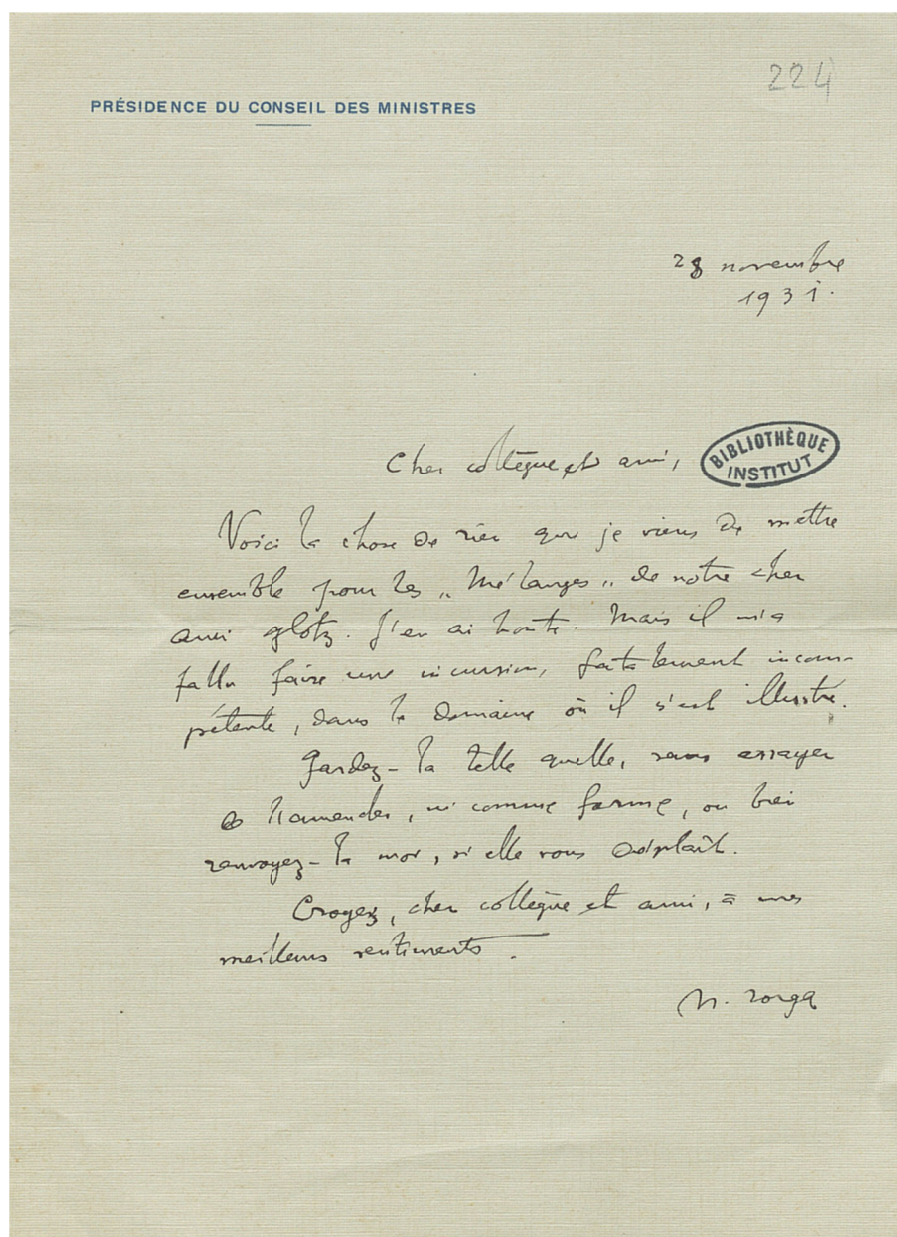 224
PRÉSIDENCE DU CONSEIL DES MINISTRES
28 novembre
1931.
Cher collègue et ami,
BIBLIOTHÈQUE
INSTITUT
Voici la chose de rien que je viens de mettre
ensemble pour les „Mélanges„ de notre cher
ami Glotz. J'en ai honte. Mais il m'a
fallu faire une incursion, fatalement incom-
pétente, dans le domaine où il s'est illustré.
Gardez-la telle quelle, sans essayer
de l'amender, ni comme forme, ou bien
renvoyez-la moi, si elle vous déplaît.
Croyez, cher collègue et ami, à mes
meilleurs sentiments.
N. Iorga